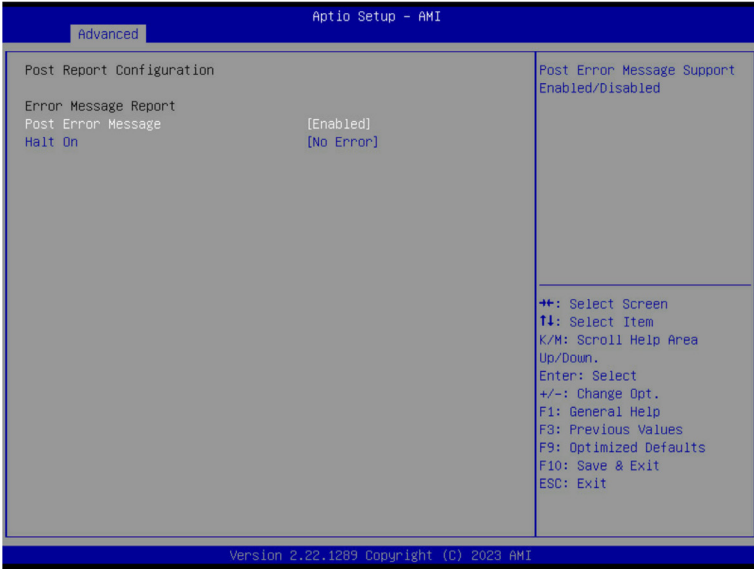 Aptio Setup – AMI
Advanced
Post Report Configuration
Error Message Report
Post Error Message [Enabled]
Halt On [No Error]
Post Error Message Support
Enabled/Disabled
→←: Select Screen
↑↓: Select Item
K/M: Scroll Help Area
Up/Down.
Enter: Select
+/-: Change Opt.
F1: General Help
F3: Previous Values
F9: Optimized Defaults
F10: Save & Exit
ESC: Exit
Version 2.22.1289 Copyright (C) 2023 AMI